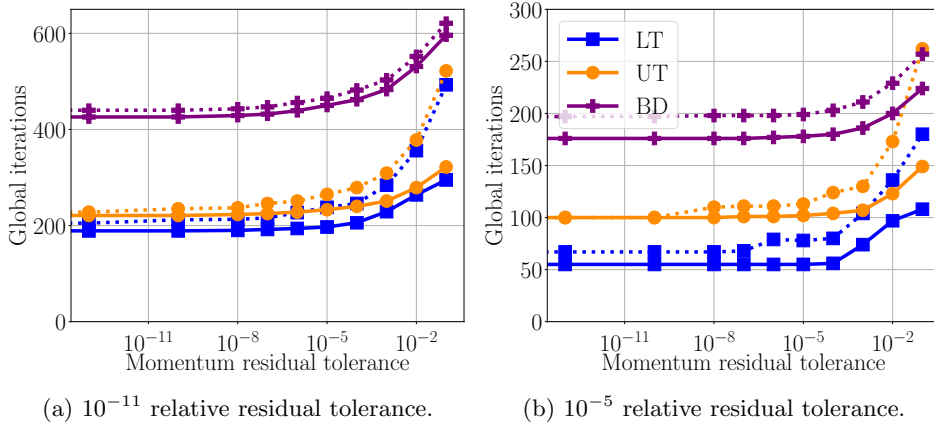 600
400
200
0
Global iterations
10^{-11}
10^{-8}
10^{-5}
10^{-2}
Momentum residual tolerance
(a) 10^{-11} relative residual tolerance.
300
250
200
150
100
50
0
Global iterations
LT
UT
BD
10^{-11}
10^{-8}
10^{-5}
10^{-2}
Momentum residual tolerance
(b) 10^{-5} relative residual tolerance.